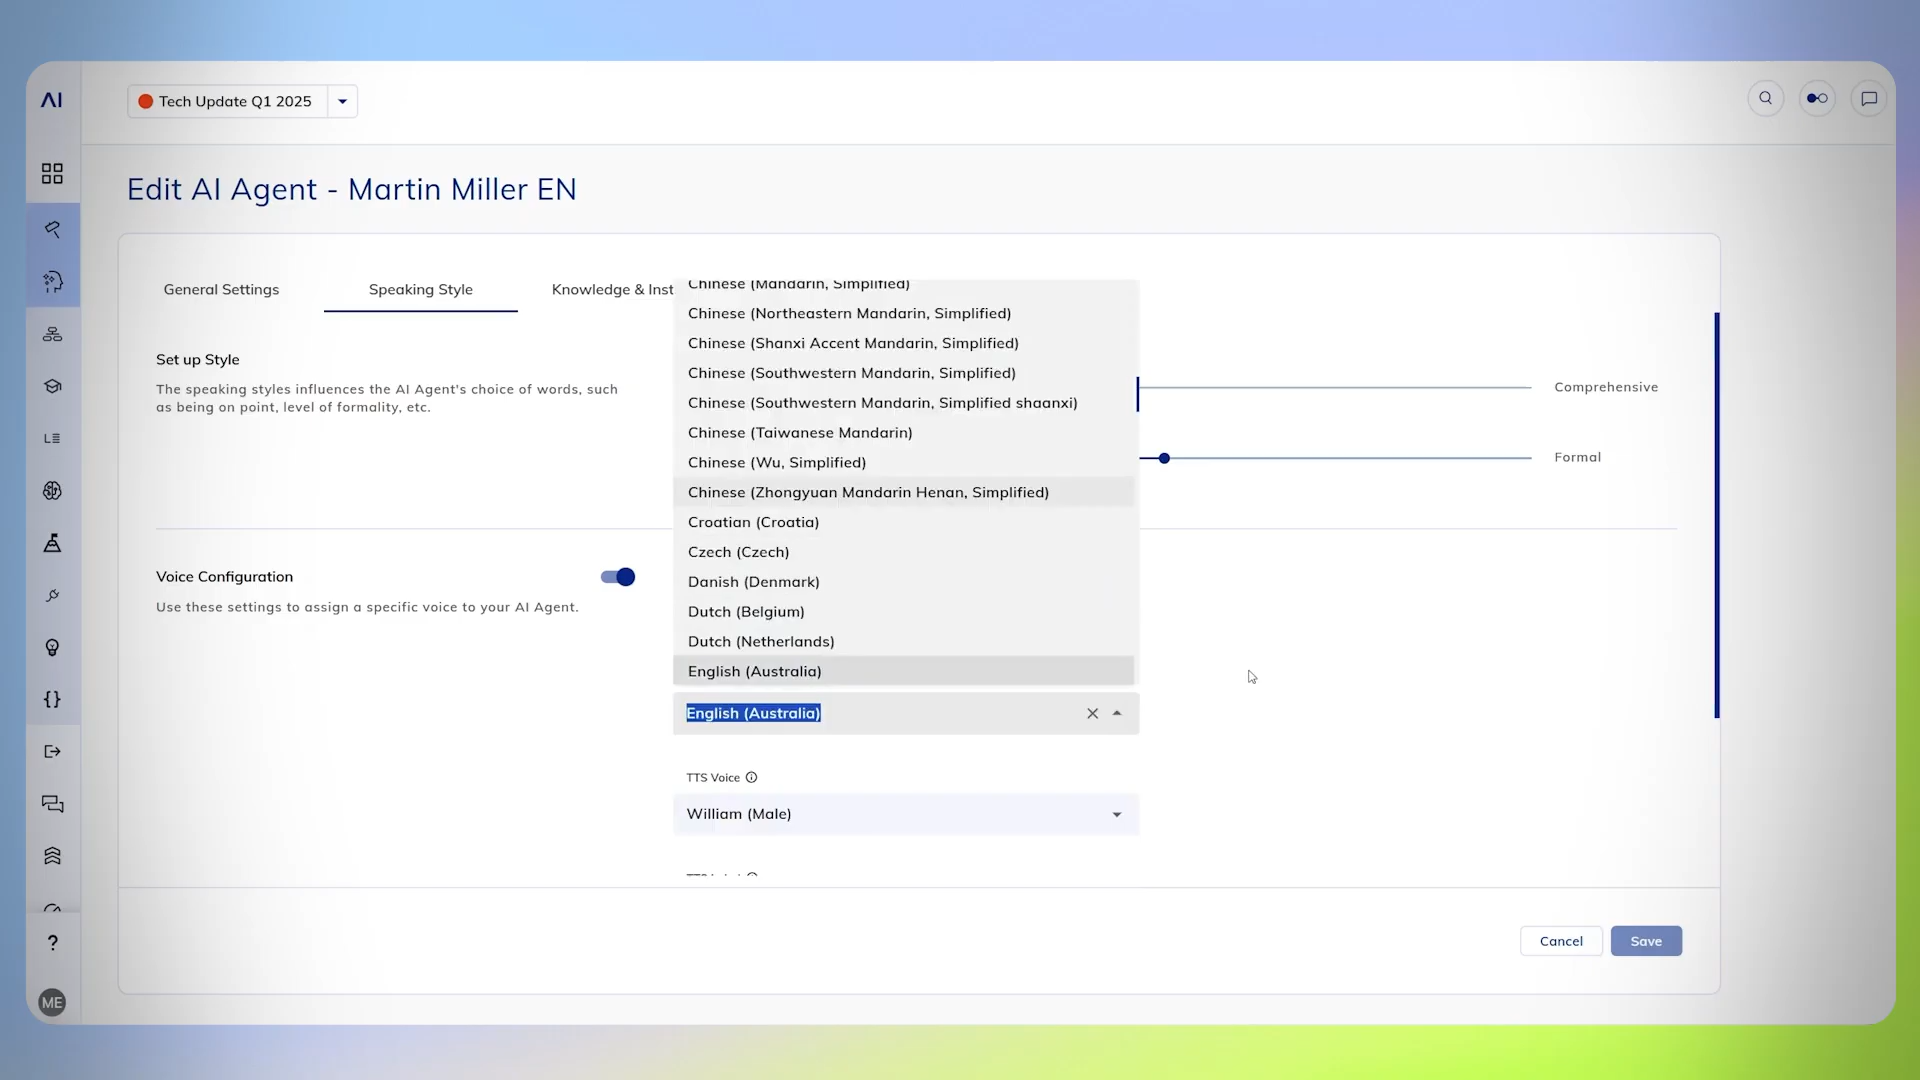 AI
Tech Update Q1 2025
Edit AI Agent - Martin Miller EN
General Settings
Speaking Style
Knowledge & Inst
Set up Style
The speaking styles influences the AI Agent's choice of words, such
as being on point, level of formality, etc.
Chinese (Mandarin, Simplified)
Chinese (Northeastern Mandarin, Simplified)
Chinese (Shanxi Accent Mandarin, Simplified)
Chinese (Southwestern Mandarin, Simplified)
Chinese (Southwestern Mandarin, Simplified shaanxi)
Chinese (Taiwanese Mandarin)
Chinese (Wu, Simplified)
Chinese (Zhongyuan Mandarin Henan, Simplified)
Croatian (Croatia)
Czech (Czech)
Danish (Denmark)
Dutch (Belgium)
Dutch (Netherlands)
English (Australia)
Comprehensive
Formal
Voice Configuration
Use these settings to assign a specific voice to your AI Agent.
English (Australia)
TTS Voice
William (Male)
Cancel
Save
?
ME